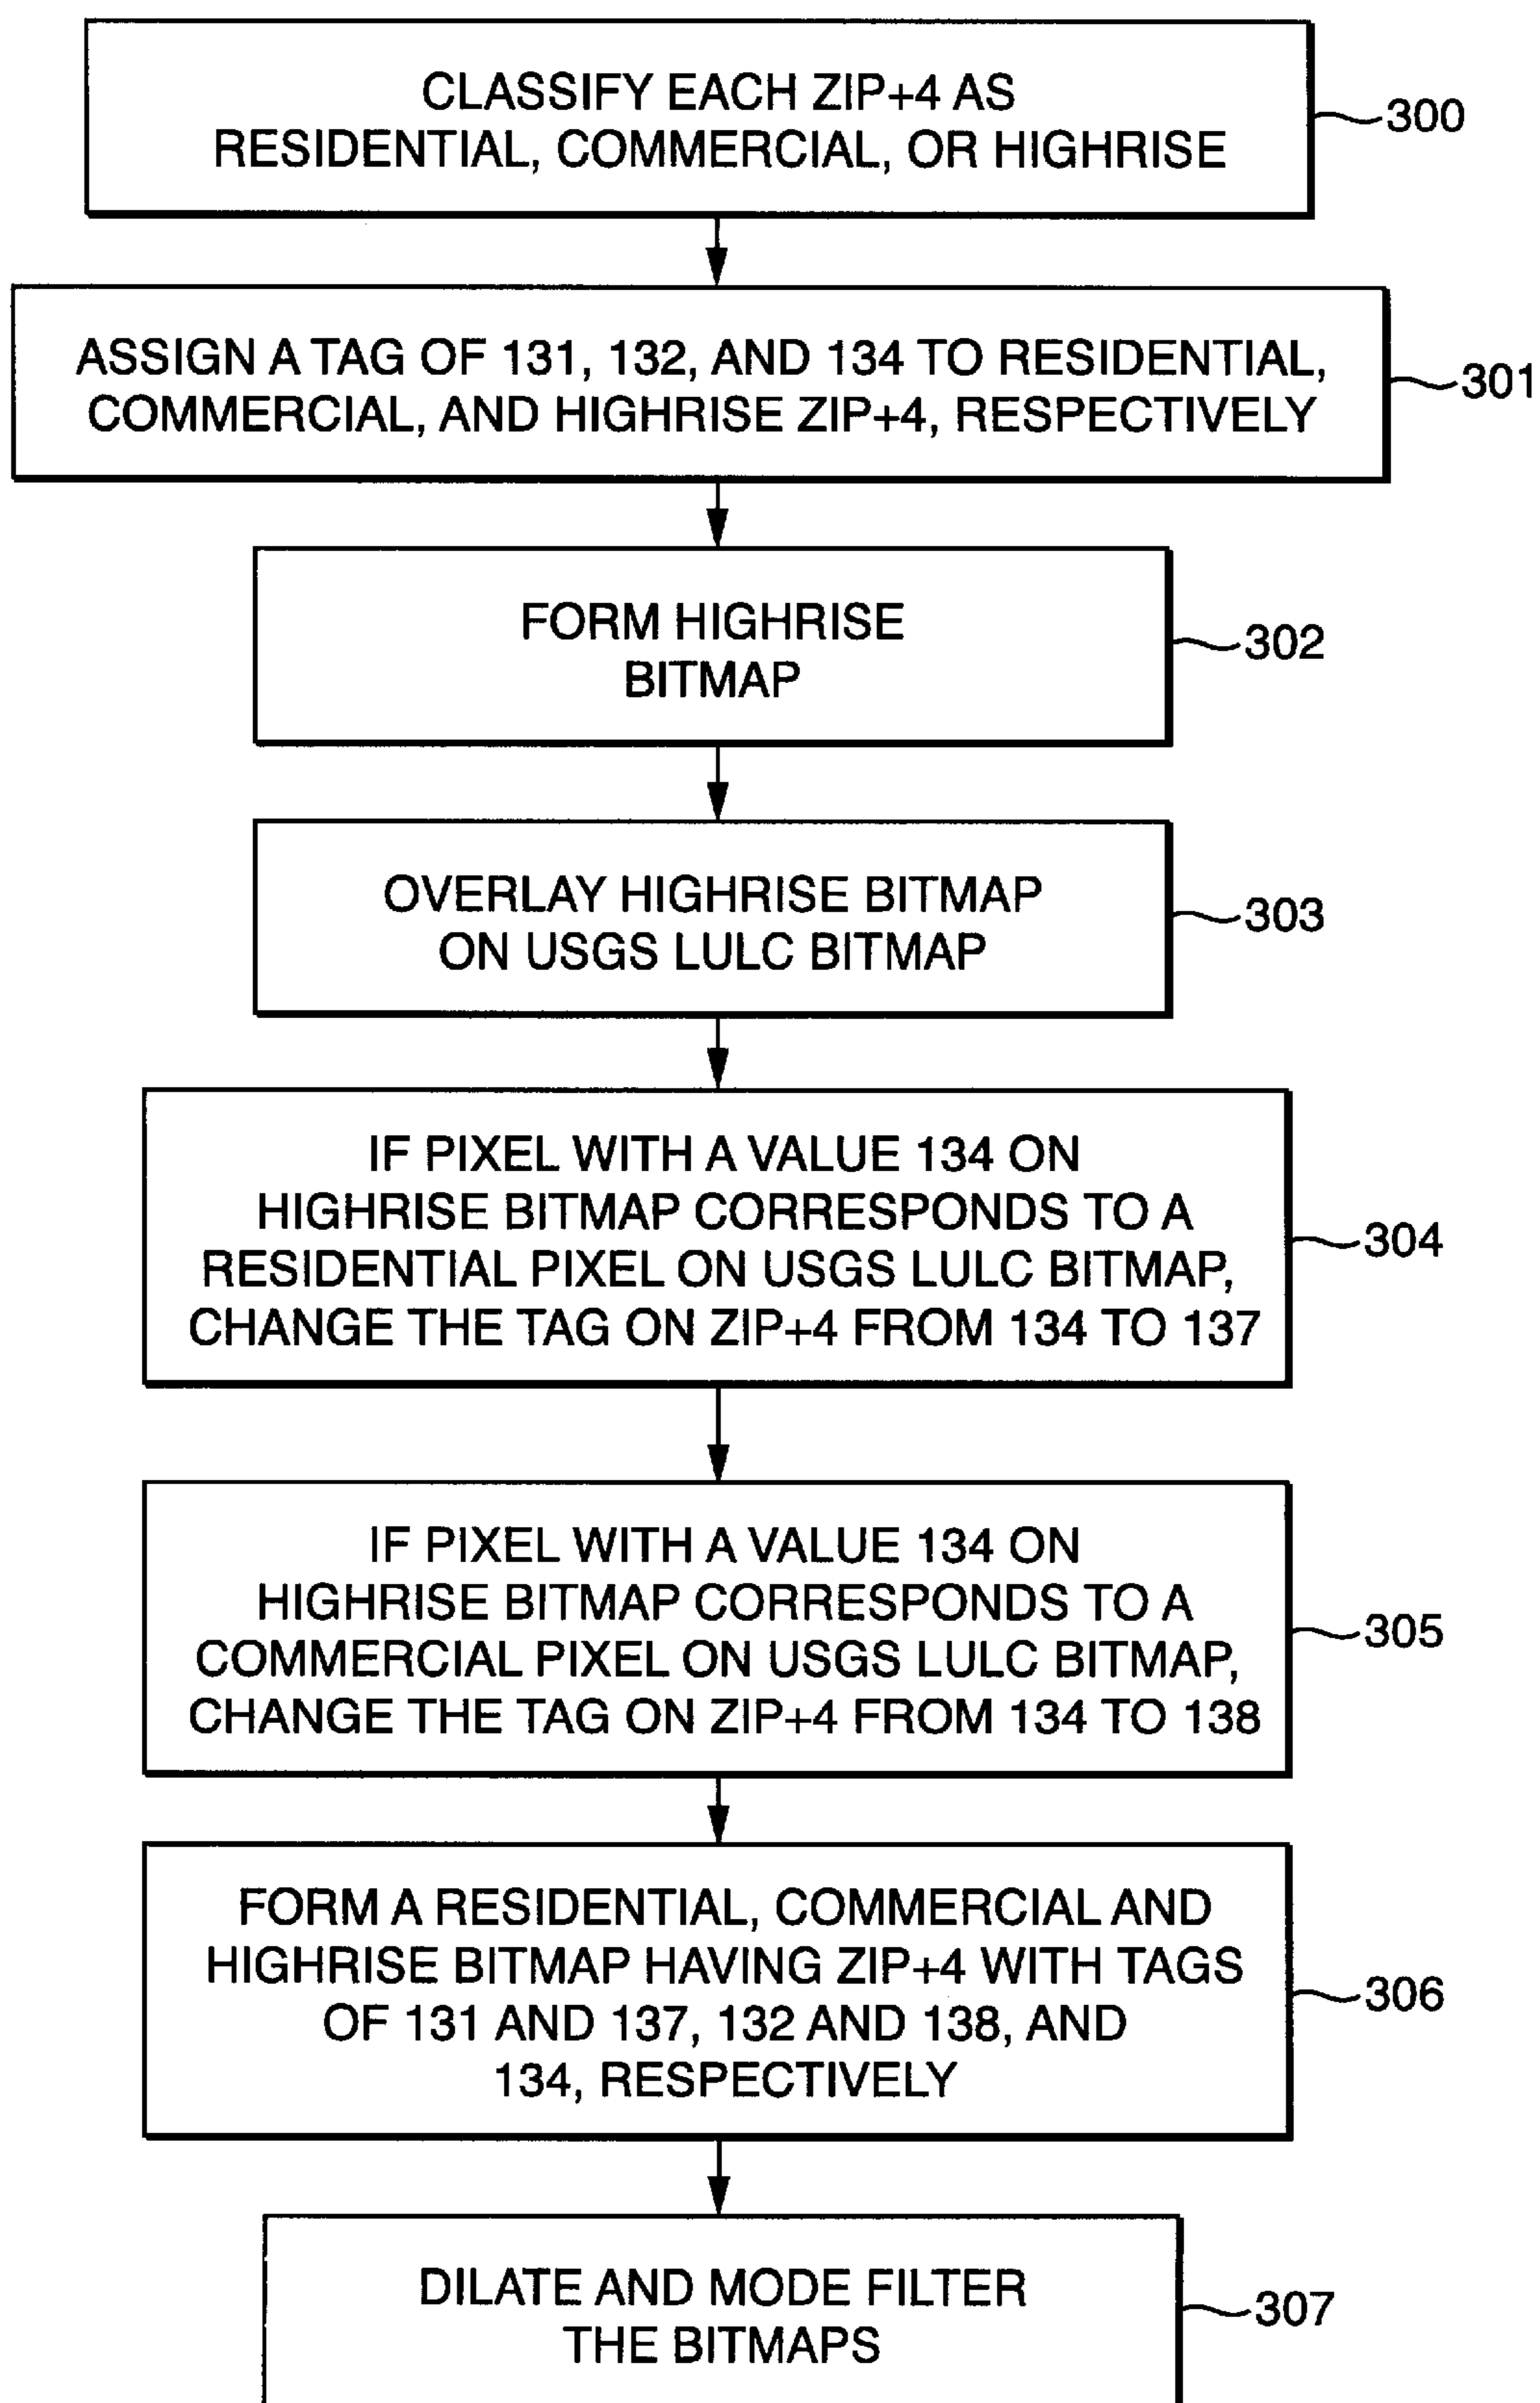 CLASSIFY EACH ZIP+4 AS
RESIDENTIAL, COMMERCIAL, OR HIGHRISE
300
ASSIGN A TAG OF 131, 132, AND 134 TO RESIDENTIAL,
COMMERCIAL, AND HIGHRISE ZIP+4, RESPECTIVELY
301
FORM HIGHRISE
BITMAP
302
OVERLAY HIGHRISE BITMAP
ON USGS LULC BITMAP
303
IF PIXEL WITH A VALUE 134 ON
HIGHRISE BITMAP CORRESPONDS TO A
RESIDENTIAL PIXEL ON USGS LULC BITMAP,
CHANGE THE TAG ON ZIP+4 FROM 134 TO 137
304
IF PIXEL WITH A VALUE 134 ON
HIGHRISE BITMAP CORRESPONDS TO A
COMMERCIAL PIXEL ON USGS LULC BITMAP,
CHANGE THE TAG ON ZIP+4 FROM 134 TO 138
305
FORM A RESIDENTIAL, COMMERCIAL AND
HIGHRISE BITMAP HAVING ZIP+4 WITH TAGS
OF 131 AND 137, 132 AND 138, AND
134, RESPECTIVELY
306
DILATE AND MODE FILTER
THE BITMAPS
307